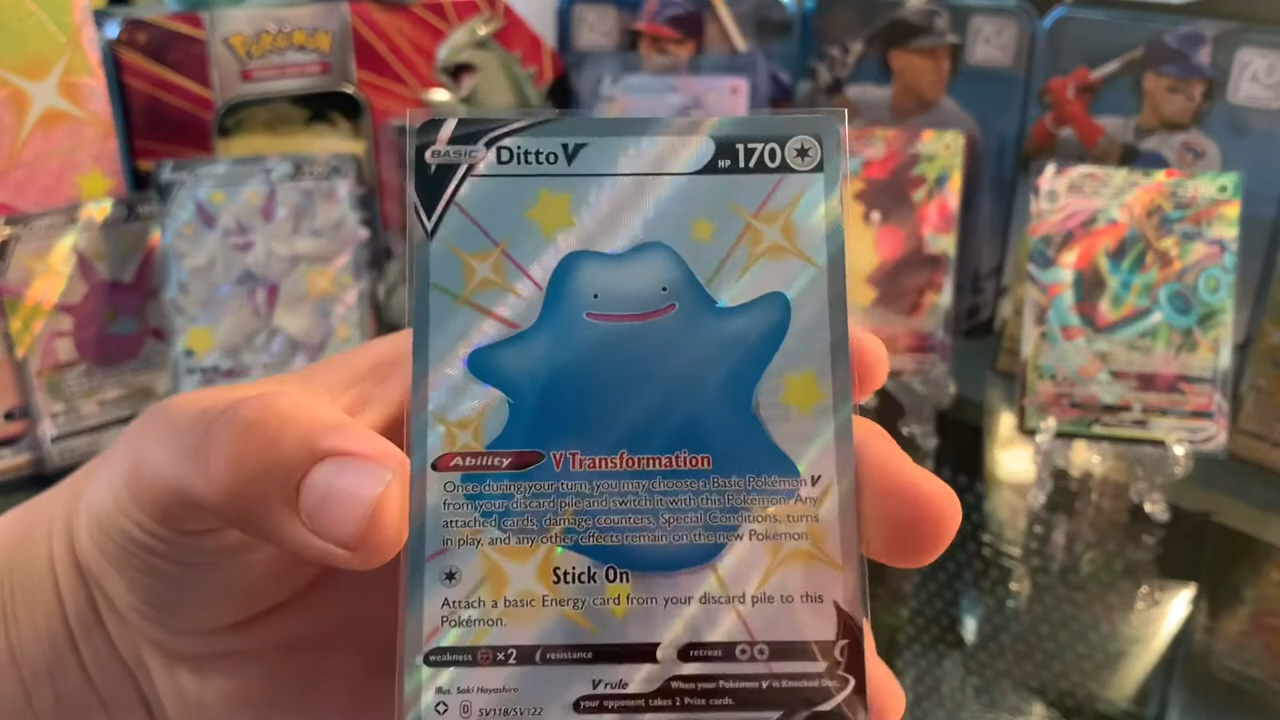 Pokémon
BASIC Ditto V HP 170
Ability V Transformation
Once during your turn, you may choose a Basic Pokémon V
from your discard pile and switch it with this Pokémon. Any
attached cards, damage counters, Special Conditions, turns
in play, and any other effects remain on the new Pokémon.
Stick On
Attach a basic Energy card from your discard pile to this
Pokémon.
weakness ×2 resistance retreat
Illus. Saki Hayashiro
V rule When your Pokémon V is Knocked Out,
your opponent takes 2 Prize cards.
D SV118/SV122